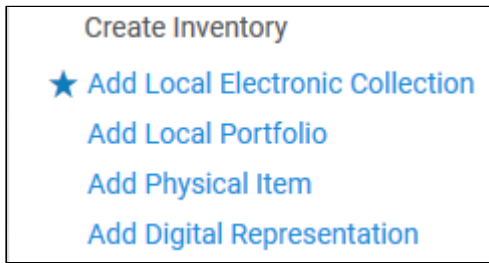 Create Inventory
Add Local Electronic Collection
Add Local Portfolio
Add Physical Item
Add Digital Representation